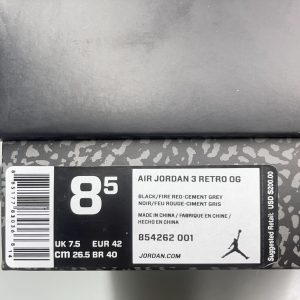 8⁵
UK 7.5 EUR 42
CM 26.5 BR 40
AIR JORDAN 3 RETRO OG
BLACK/FIRE RED-CEMENT GREY
NOIR/FEU ROUGE-CEMENT GRIS
MADE IN CHINA / FABRIQUE EN CHINE /
HECHO EN CHINA
854262 001
JORDAN.COM
Suggested Retail: USD $200.00